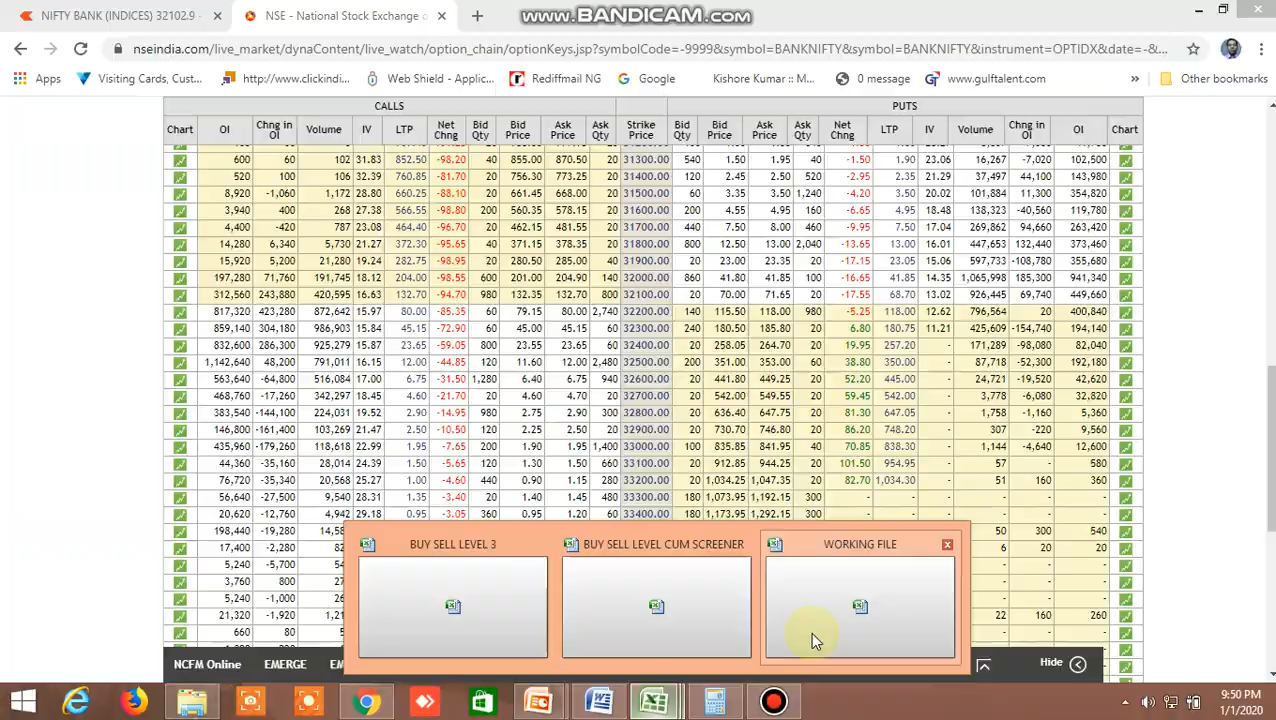 NIFTY BANK (INDICES) 32102.9
NSE - National Stock Exchange o
www.BANDICAM.com
nseindia.com/live_market/dynaContent/live_watch/option_chain/optionKeys.jsp?symbolCode=-9999&symbol=BANKNIFTY&symbol=BANKNIFTY&instrument=OPTIDX&date=-&...
Apps Visiting Cards, Cust... http://www.clickindi... Web Shield - Applic... Rediffmail NG Google Kishore Kumar :: M... 0 message www.gulftalent.com » Other bookmarks
CALLS PUTS
Chart OI Chng in OI Volume IV LTP Net Chng Bid Qty Bid Price Ask Price Ask Qty Strike Price Bid Qty Bid Price Ask Price Ask Qty Net Chng LTP IV Volume Chng in OI OI Chart
600 60 102 31.83 852.50 -98.20 40 855.00 870.50 20 31300.00 540 1.50 1.95 40 -1.50 1.90 23.06 16,267 -7,020 102,500
520 100 106 32.39 760.85 -81.70 20 756.30 773.25 20 31400.00 120 2.45 2.50 520 -2.95 2.35 21.29 37,497 44,100 143,980
8,920 -1,060 1,172 28.80 660.25 -88.10 20 661.45 668.00 20 31500.00 60 3.35 3.50 1,240 -4.20 3.50 20.02 101,884 11,300 354,820
3,940 400 268 27.38 566.55 -98.80 200 560.35 578.15 20 31600.00 200 4.55 4.95 160 -6.65 4.95 18.48 138,323 -40,560 119,780
4,400 -420 787 23.08 464.40 -96.70 20 462.15 481.55 20 31700.00 440 7.50 8.00 460 -9.95 7.50 17.04 269,862 94,660 263,420
14,280 6,340 5,730 21.27 372.30 -95.65 40 371.15 378.35 20 31800.00 800 12.50 13.00 2,040 -13.65 13.00 16.01 447,653 132,440 373,460
15,920 5,200 21,280 19.24 282.75 -98.95 20 280.50 285.00 40 31900.00 20 23.00 23.35 20 -17.15 23.05 15.06 597,733 -108,780 355,680
197,280 71,760 191,745 18.12 204.00 -98.55 600 201.00 204.90 140 32000.00 860 41.80 41.85 100 -16.65 41.85 14.35 1,065,998 185,300 941,340
312,560 243,880 420,595 16.63 132.70 -94.70 980 132.35 132.70 800 32100.00 20 70.00 71.65 20 -17.55 68.70 13.02 926,445 69,740 449,660
817,320 423,280 872,642 15.97 80.00 -85.35 60 79.15 80.00 2,740 32200.00 140 115.50 118.00 980 -5.25 118.00 12.62 796,564 20 400,840
859,140 304,180 986,903 15.84 45.15 -72.90 60 45.00 45.15 60 32300.00 240 180.50 185.80 20 6.80 180.75 11.21 425,609 -154,740 194,140
832,600 286,300 925,279 15.87 23.65 -59.05 800 23.55 23.65 60 32400.00 20 258.05 264.70 20 19.95 257.20 - 171,289 -98,080 82,040
1,142,640 48,200 791,011 16.15 12.00 -44.85 120 11.60 12.00 2,480 32500.00 200 351.00 353.00 60 38.80 350.00 - 87,718 -52,300 192,180
563,640 -64,800 516,084 17.00 6.75 -31.50 1,280 6.40 6.75 940 32600.00 20 441.80 449.25 20 52.20 445.00 - 24,721 -19,520 42,620
468,760 -17,260 342,297 18.45 4.60 -21.70 20 4.60 4.70 20 32700.00 20 542.00 549.55 20 59.45 542.00 - 3,778 -6,080 32,820
383,540 -144,100 224,031 19.52 2.90 -14.95 980 2.75 2.90 300 32800.00 20 636.40 647.75 20 81.30 647.05 - 1,758 -1,160 5,360
146,800 -161,400 103,269 21.47 2.50 -10.50 120 2.25 2.50 20 32900.00 20 730.70 746.80 20 86.20 748.20 - 307 -220 9,560
435,960 -179,260 118,618 22.99 1.95 -7.65 200 1.90 1.95 1,400 33000.00 100 835.85 841.95 40 70.85 838.30 - 1,144 -4,640 12,600
44,360 -35,160 28,014 24.39 1.50 -5.65 120 1.30 1.50 660 33100.00 20 912.85 944.25 20 101.50 954.95 - 57 - 580
76,720 -35,340 20,568 25.27 1.00 -4.60 440 0.90 1.15 280 33200.00 20 1,034.25 1,047.35 20 82.70 1,034.30 - 51 160 360
56,640 -27,500 9,540 28.31 1.35 -3.40 20 1.40 1.45 480 33300.00 180 1,073.95 1,192.15 300 - - - - - -
20,620 -12,760 4,942 29.18 0.95 -3.05 360 0.95 1.20 60 33400.00 180 1,173.95 1,292.15 300 - - - - - -
198,440 -19,280 14,5 50 300 540
17,400 -2,280 6 20 20
BUY SELL LEVEL 3 BUY SELL LEVEL CUM SCREENER WORKING FILE
5,240 -5,700 - - -
3,760 800 - - -
5,240 -1,000 - - -
21,320 -1,920 1,2 22 160 260
660 80 - - -
NCFM Online EMERGE Hide
9:50 PM
1/1/2020